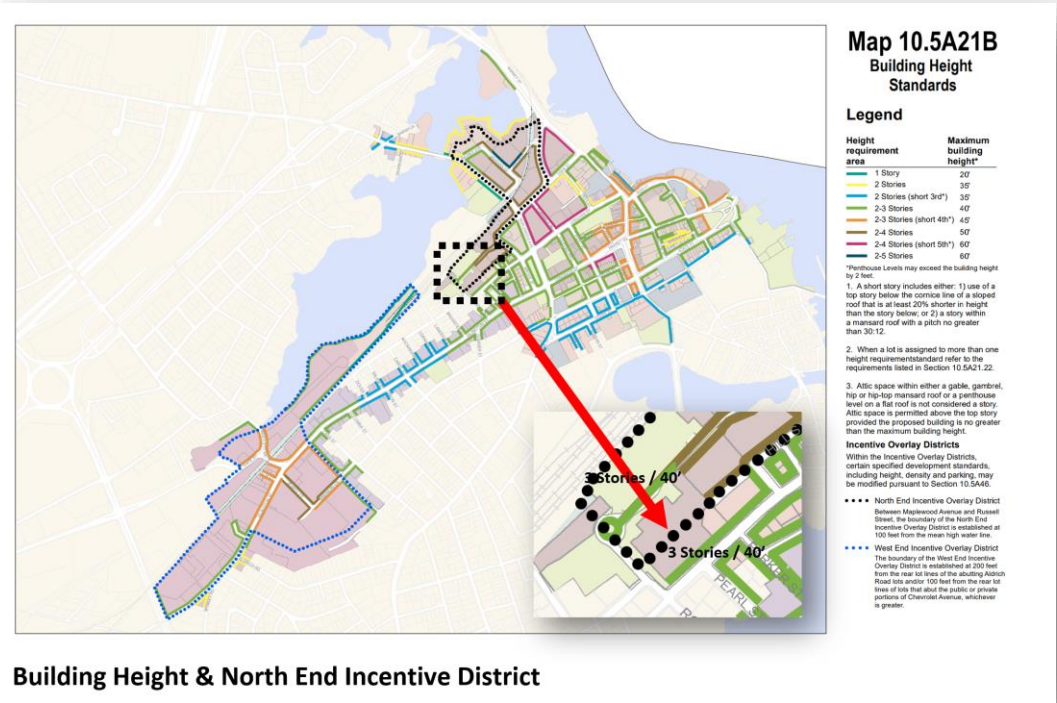 Map 10.5A21B
Building Height
Standards
Legend
Height requirement area Maximum building height*
1 Story 20'
2 Stories 35'
2 Stories (short 3rd*) 35'
2-3 Stories 40'
2-3 Stories (short 4th*) 45'
2-4 Stories 50'
2-4 Stories (short 5th*) 60'
2-5 Stories 60'
*Penthouse Levels may exceed the building height
by 2 feet.
1. A short story includes either: 1) use of a
top story below the cornice line of a sloped
roof that is at least 20% shorter in height
than the story below; or 2) a story within
a mansard roof with a pitch no greater
than 30:12.
2. When a lot is assigned to more than one
height requirementstandard refer to the
requirements listed in Section 10.5A21.22.
3. Attic space within either a gable, gambrel,
hip or hip-top mansard roof or a penthouse
level on a flat roof is not considered a story.
Attic space is permitted above the top story
provided the proposed building is no greater
than the maximum building height.
Incentive Overlay Districts
Within the Incentive Overlay Districts,
certain specified development standards,
including height, density and parking, may
be modified pursuant to Section 10.5A46.
North End Incentive Overlay District
Between Maplewood Avenue and Russell
Street, the boundary of the North End
Incentive Overlay District is established at
100 feet from the mean high water line.
West End Incentive Overlay District
The boundary of the West End Incentive
Overlay District is established at 200 feet
from the rear lot lines of the abutting Aldrich
Road lots and/or 100 feet from the rear lot
lines of lots that abut the public or private
portions of Chevrolet Avenue, whichever
is greater.
3 Stories / 40'
3 Stories / 40'
PEARL S
Building Height & North End Incentive District